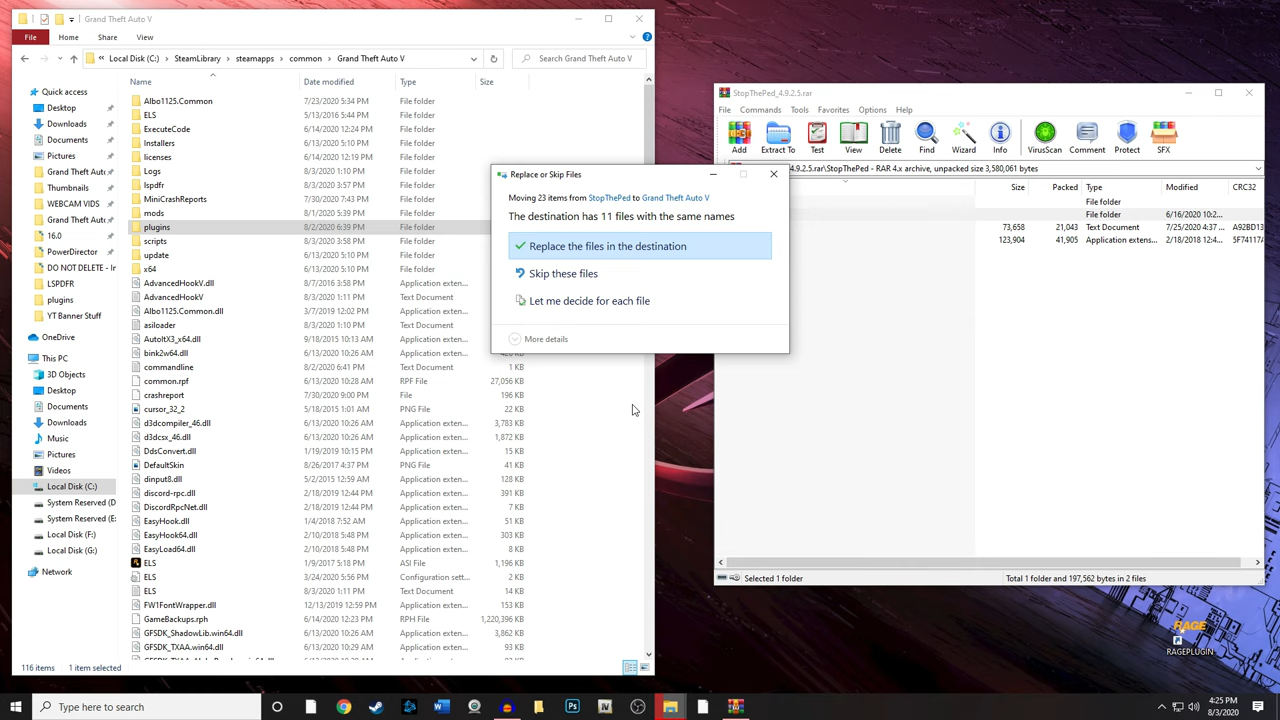 Grand Theft Auto V
File Home Share View
Local Disk (C:) SteamLibrary steamapps common Grand Theft Auto V
Search Grand Theft Auto V
Name Date modified Type Size
Quick access
Desktop
Downloads
Documents
Pictures
Grand Theft Aut
Thumbnails
WEBCAM VIDS
Grand Theft Aut
16.0
PowerDirector
DO NOT DELETE - Ir
LSPDFR
plugins
YT Banner Stuff
OneDrive
This PC
3D Objects
Desktop
Documents
Downloads
Music
Pictures
Videos
Local Disk (C:)
System Reserved (D
System Reserved (E:
Local Disk (F:)
Local Disk (G:)
Network
Albo1125.Common 7/23/2020 5:34 PM File folder
ELS 5/13/2016 5:44 PM File folder
ExecuteCode 6/14/2020 12:24 PM File folder
Installers 6/13/2020 5:10 PM File folder
licenses 6/14/2020 12:19 PM File folder
Logs 8/3/2020 1:10 PM File folder
lspdfr 8/3/2020 3:57 PM File folder
MiniCrashReports 7/30/2020 7:43 PM File folder
mods 8/1/2020 5:39 PM File folder
plugins 8/2/2020 6:39 PM File folder
scripts 8/3/2020 3:58 PM File folder
update 6/13/2020 5:10 PM File folder
x64 6/13/2020 5:10 PM File folder
AdvancedHookV.dll 8/7/2016 3:58 PM Application exten...
AdvancedHookV 8/3/2020 1:11 PM Text Document
Albo1125.Common.dll 3/7/2019 12:02 PM Application exten...
asiloader 8/3/2020 1:10 PM Text Document
AutoItX3_x64.dll 9/18/2015 10:13 AM Application exten...
bink2w64.dll 6/13/2020 10:26 AM Application exten...
commandline 8/2/2020 6:41 PM Text Document 1 KB
common.rpf 6/13/2020 10:28 AM RPF File 27,056 KB
crashreport 7/30/2020 9:00 PM File 196 KB
cursor_32_2 5/18/2015 1:01 AM PNG File 22 KB
d3dcompiler_46.dll 6/13/2020 10:26 AM Application exten... 3,783 KB
d3dcsx_46.dll 6/13/2020 10:26 AM Application exten... 1,872 KB
DdsConvert.dll 1/19/2019 10:15 PM Application exten... 15 KB
DefaultSkin 8/26/2017 4:37 PM PNG File 41 KB
dinput8.dll 5/2/2015 12:59 AM Application exten... 128 KB
discord-rpc.dll 2/18/2019 12:44 PM Application exten... 391 KB
DiscordRpcNet.dll 2/18/2019 12:44 PM Application exten... 7 KB
EasyHook.dll 1/4/2018 7:52 AM Application exten... 51 KB
EasyHook64.dll 2/10/2018 5:48 PM Application exten... 303 KB
EasyLoad64.dll 2/10/2018 5:48 PM Application exten... 8 KB
ELS 1/9/2017 5:18 PM ASI File 1,196 KB
ELS 3/24/2020 5:56 PM Configuration sett... 2 KB
ELS 8/3/2020 1:11 PM Text Document 14 KB
FW1FontWrapper.dll 12/13/2019 12:59 PM Application exten... 153 KB
GameBackups.rph 6/14/2020 12:23 PM RPH File 1,220,396 KB
GFSDK_ShadowLib.win64.dll 6/13/2020 10:26 AM Application exten... 3,862 KB
GFSDK_TXAA.win64.dll 6/13/2020 10:26 AM Application exten... 93 KB
116 items 1 item selected
Replace or Skip Files
Moving 23 items from StopThePed to Grand Theft Auto V
The destination has 11 files with the same names
Replace the files in the destination
Skip these files
Let me decide for each file
More details
StopThePed_4.9.2.5.rar
File Commands Tools Favorites Options Help
Add Extract To Test View Delete Find Wizard Info VirusScan Comment Protect SFX
4.9.2.5.rar\StopThePed - RAR 4.x archive, unpacked size 3,580,061 bytes
Size Packed Type Modified CRC32
File folder
File folder 6/16/2020 10:2...
73,658 21,043 Text Document 7/25/2020 4:37 ... A92BD13
123,904 41,905 Application extens... 2/18/2018 12:4... 5F74117A
Selected 1 folder
Total 1 folder and 197,562 bytes in 2 files
RAGE
RAGEPLUGIN
Type here to search
4:25 PM
8/3/2020